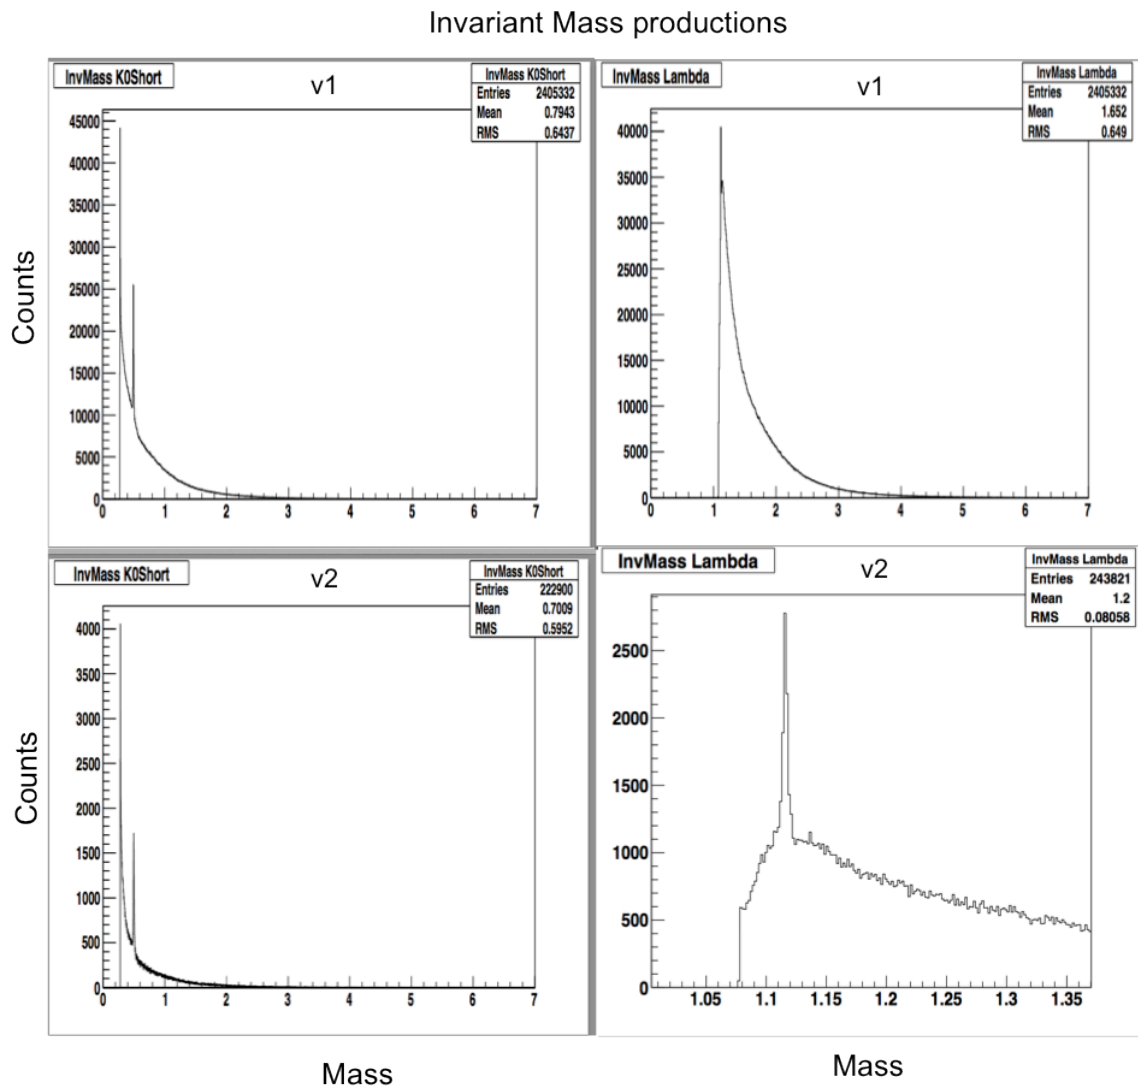 Invariant Mass productions
InvMass K0Short
v1
InvMass K0Short
Entries 2405332
Mean 0.7943
RMS 0.6437
45000
40000
35000
30000
25000
20000
15000
10000
5000
0
0 1 2 3 4 5 6 7
InvMass Lambda
v1
InvMass Lambda
Entries 2405332
Mean 1.652
RMS 0.649
40000
35000
30000
25000
20000
15000
10000
5000
0
0 1 2 3 4 5 6 7
Counts
InvMass K0Short
v2
InvMass K0Short
Entries 222900
Mean 0.7009
RMS 0.5952
4000
3500
3000
2500
2000
1500
1000
500
0
0 1 2 3 4 5 6 7
InvMass Lambda
v2
InvMass Lambda
Entries 243821
Mean 1.2
RMS 0.08058
2500
2000
1500
1000
500
0
1.05 1.1 1.15 1.2 1.25 1.3 1.35
Counts
Mass
Mass